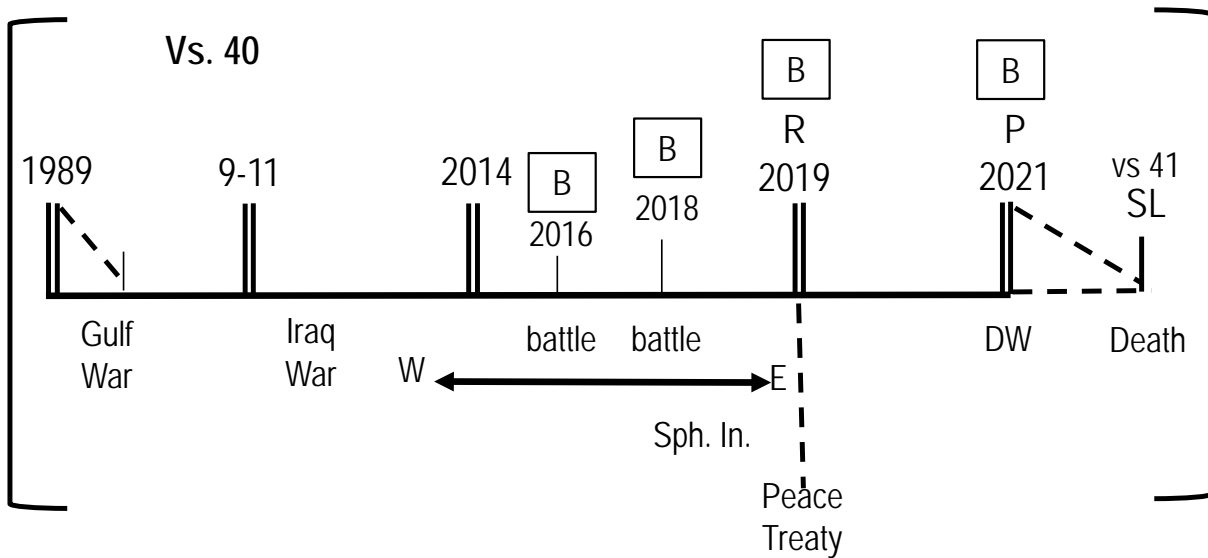 Vs. 40
B
B
B
B
R
P
1989
9-11
2014
2016
2018
2019
2021
vs 41
SL
Gulf
War
Iraq
War
battle
battle
DW
Death
W
E
Sph. In.
Peace
Treaty